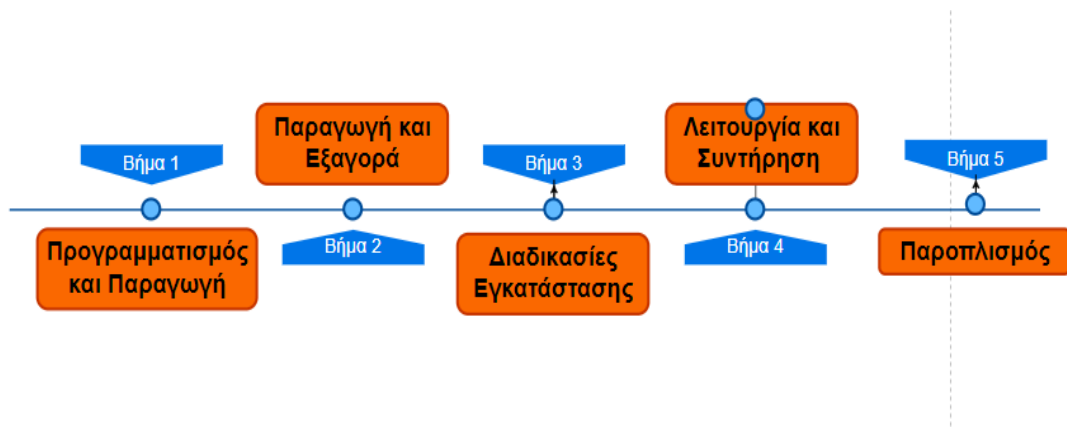 Βήμα 1
Προγραμματισμός
και Παραγωγή
Παραγωγή και
Εξαγορά
Βήμα 2
Βήμα 3
Διαδικασίες
Εγκατάστασης
Λειτουργία και
Συντήρηση
Βήμα 4
Βήμα 5
Παροπλισμός